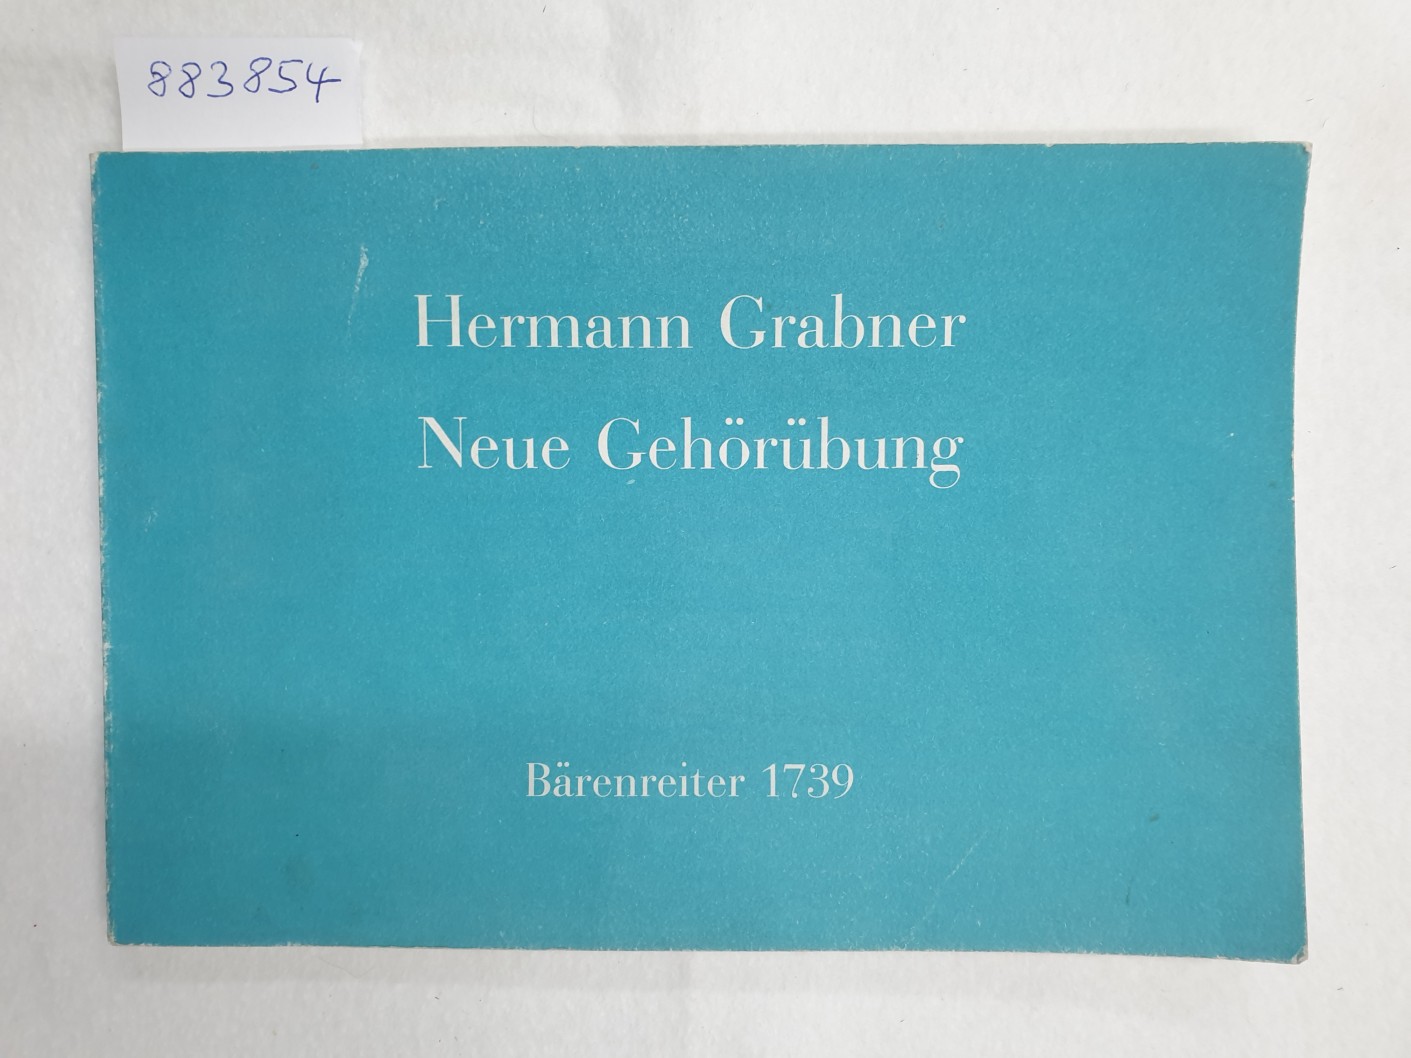 883854
Hermann Grabner
Neue Gehörübung
Bärenreiter 1739